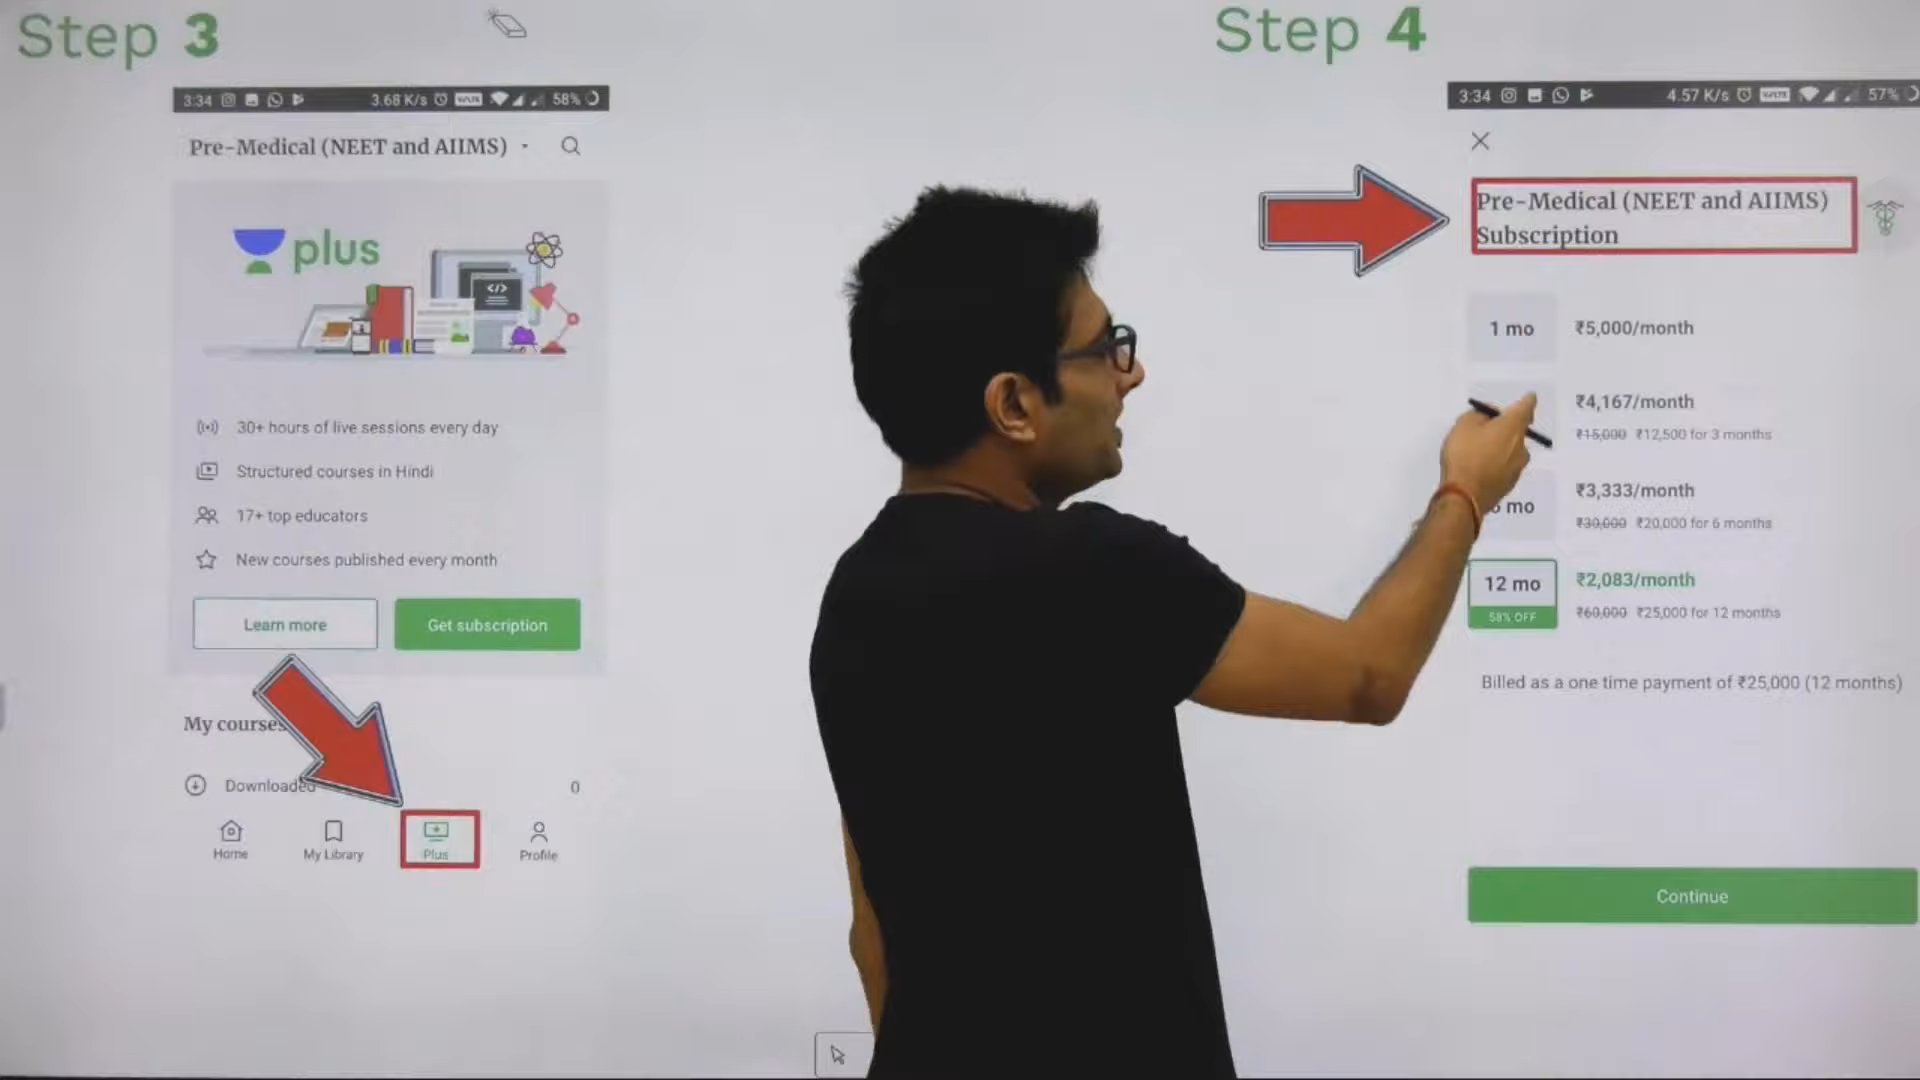 Step 3
3:34 3.68 K/s VoLTE 58%
Pre-Medical (NEET and AIIMS)
plus
</>
30+ hours of live sessions every day
Structured courses in Hindi
17+ top educators
New courses published every month
Learn more Get subscription
My courses
Downloaded 0
Home My Library Plus Profile
Step 4
3:34 4.57 K/s VoLTE 57%
Pre-Medical (NEET and AIIMS)
Subscription
1 mo ₹5,000/month
₹4,167/month
₹15,000 ₹12,500 for 3 months
mo ₹3,333/month
₹30,000 ₹20,000 for 6 months
12 mo ₹2,083/month
58% OFF ₹60,000 ₹25,000 for 12 months
Billed as a one time payment of ₹25,000 (12 months)
Continue